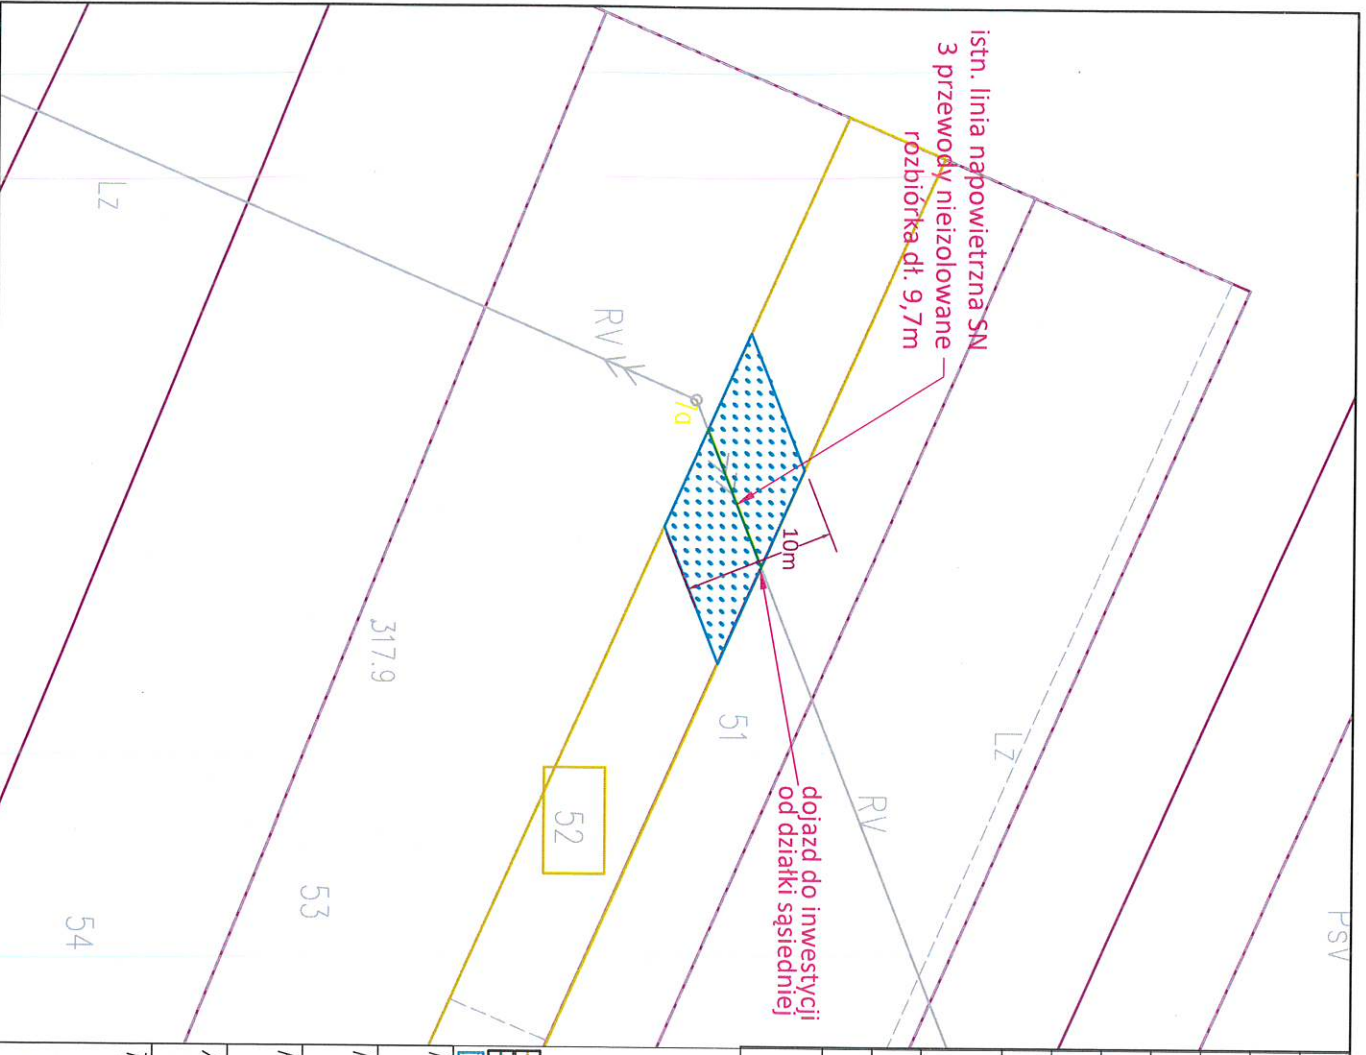 istn. linia napowietrzna SN
3 przewody nieizolowane
rozbiórka dł. 9,7m
Lz
RV
7a
10m
317.9
51
Lz
RV
dojazd do inwestycji
od działki sąsiedniej
52
53
54
PSV